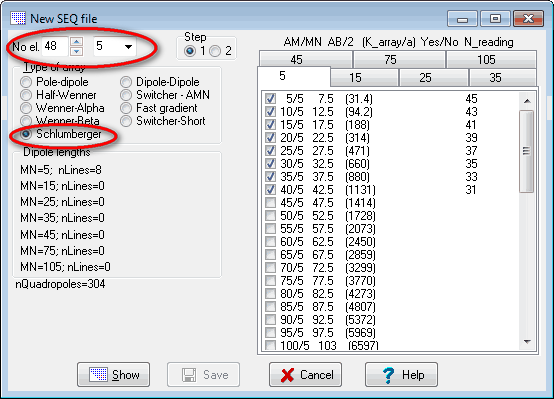 New SEQ file
No el. 48 5
Step
1 2
Type of array
Pole-dipole Dipole-Dipole
Half-Wenner Switcher - AMN
Wenner-Alpha Fast gradient
Wenner-Beta Switcher-Short
Schlumberger
Dipole lengths
MN=5; nLines=8
MN=15; nLines=0
MN=25; nLines=0
MN=35; nLines=0
MN=45; nLines=0
MN=75; nLines=0
MN=105; nLines=0
nQuadropoles=304
AM/MN AB/2 (K_array/a) Yes/No N_reading
45 75 105
5 15 25 35
5/5 7.5 (31.4) 45
10/5 12.5 (94.2) 43
15/5 17.5 (188) 41
20/5 22.5 (314) 39
25/5 27.5 (471) 37
30/5 32.5 (660) 35
35/5 37.5 (880) 33
40/5 42.5 (1131) 31
45/5 47.5 (1414)
50/5 52.5 (1728)
55/5 57.5 (2073)
60/5 62.5 (2450)
65/5 67.5 (2859)
70/5 72.5 (3299)
75/5 77.5 (3770)
80/5 82.5 (4273)
85/5 87.5 (4807)
90/5 92.5 (5372)
95/5 97.5 (5969)
100/5 103 (6597)
Show Save Cancel Help